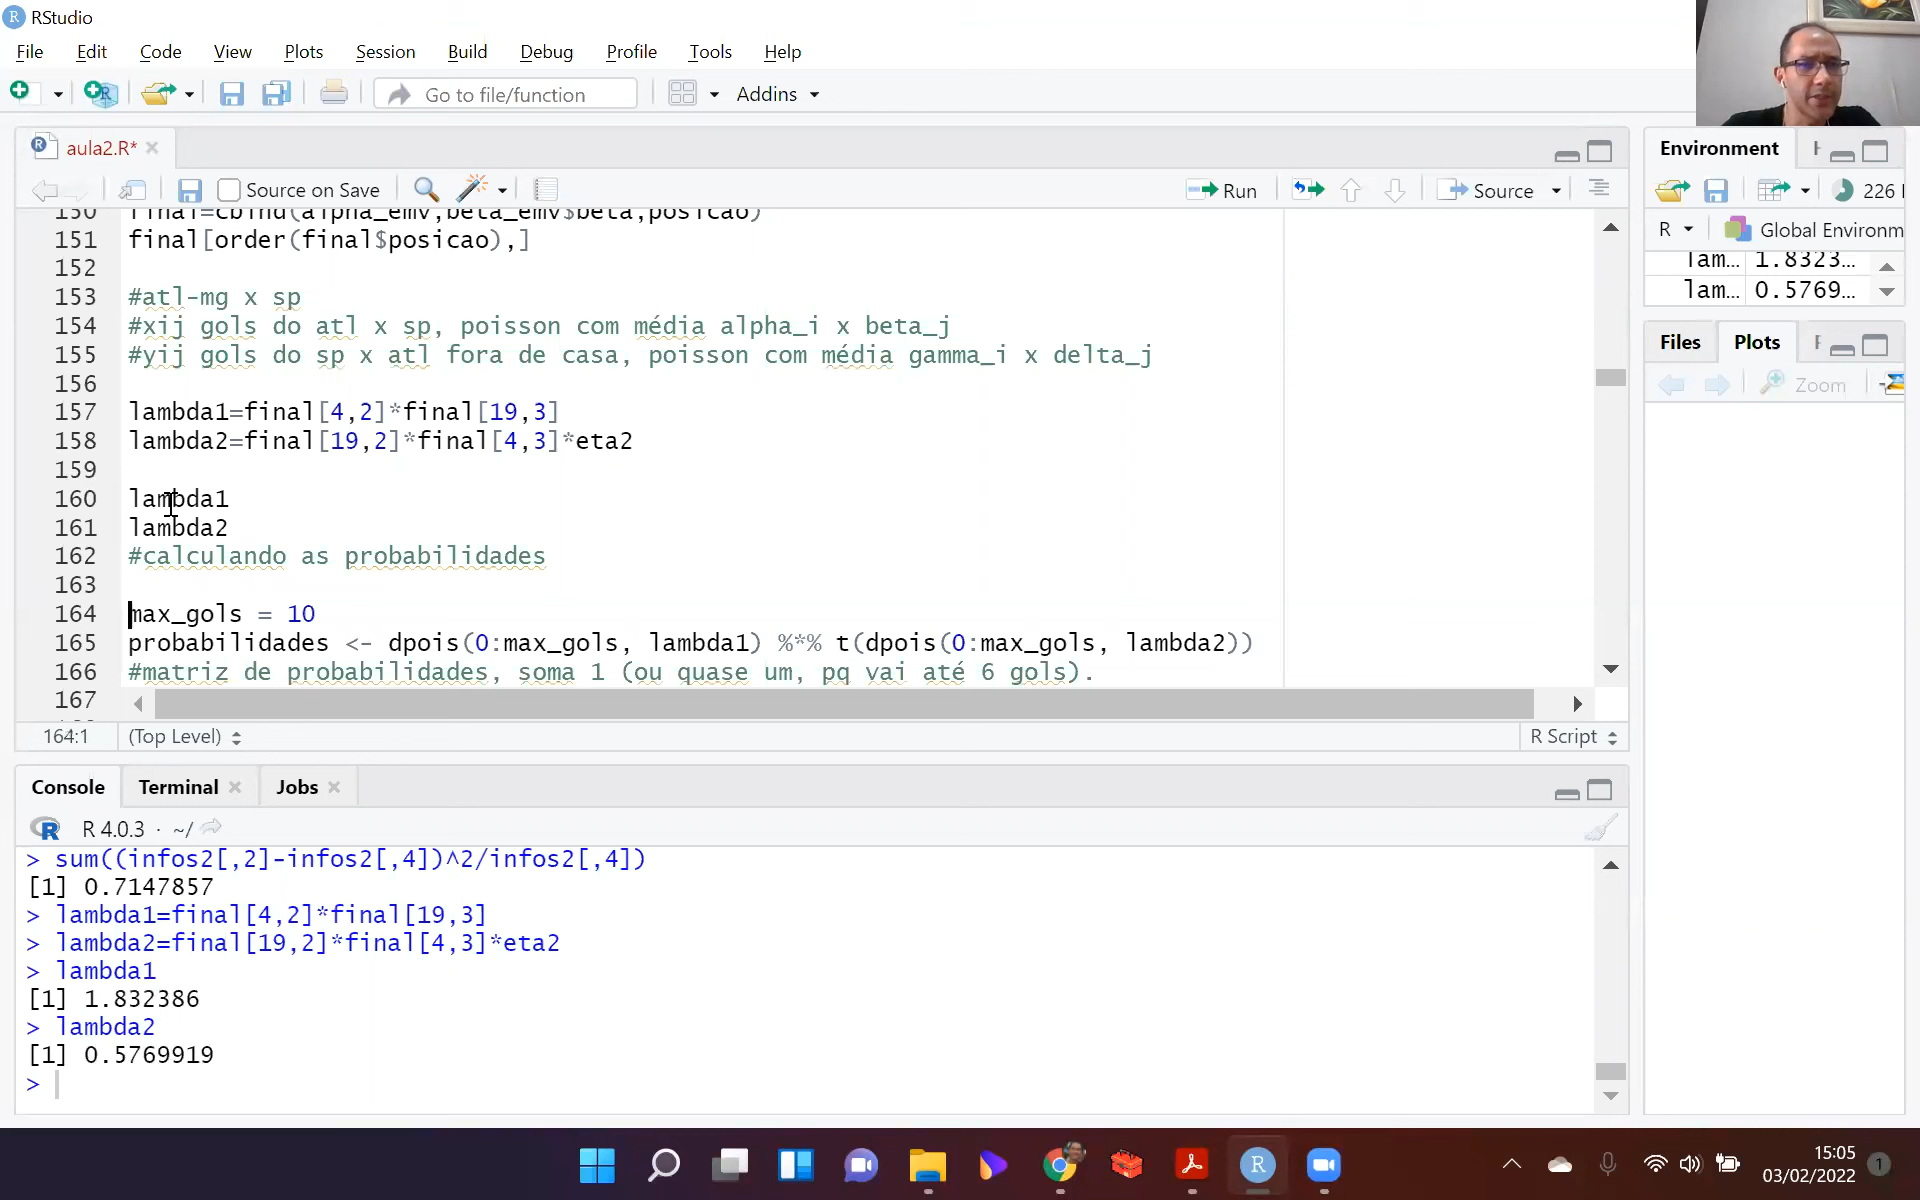 RStudio
File Edit Code View Plots Session Build Debug Profile Tools Help
Go to file/function Addins
aula2.R*
Source on Save Run Source
150 final=cbind(alpha_emv,beta_emv$beta,posicao)
151 final[order(final$posicao),]
152
153 #atl-mg x sp
154 #xij gols do atl x sp, poisson com média alpha_i x beta_j
155 #yij gols do sp x atl fora de casa, poisson com média gamma_i x delta_j
156
157 lambda1=final[4,2]*final[19,3]
158 lambda2=final[19,2]*final[4,3]*eta2
159
160 lambda1
161 lambda2
162 #calculando as probabilidades
163
164 max_gols = 10
165 probabilidades <- dpois(0:max_gols, lambda1) %*% t(dpois(0:max_gols, lambda2))
166 #matriz de probabilidades, soma 1 (ou quase um, pq vai até 6 gols).
167
164:1 (Top Level) R Script
Console Terminal Jobs
R 4.0.3 · ~/
> sum((infos2[,2]-infos2[,4])^2/infos2[,4])
[1] 0.7147857
> lambda1=final[4,2]*final[19,3]
> lambda2=final[19,2]*final[4,3]*eta2
> lambda1
[1] 1.832386
> lambda2
[1] 0.5769919
>
Environment
226
R Global Environm
lam... 1.8323...
lam... 0.5769...
Files Plots
Zoom
15:05
03/02/2022
1